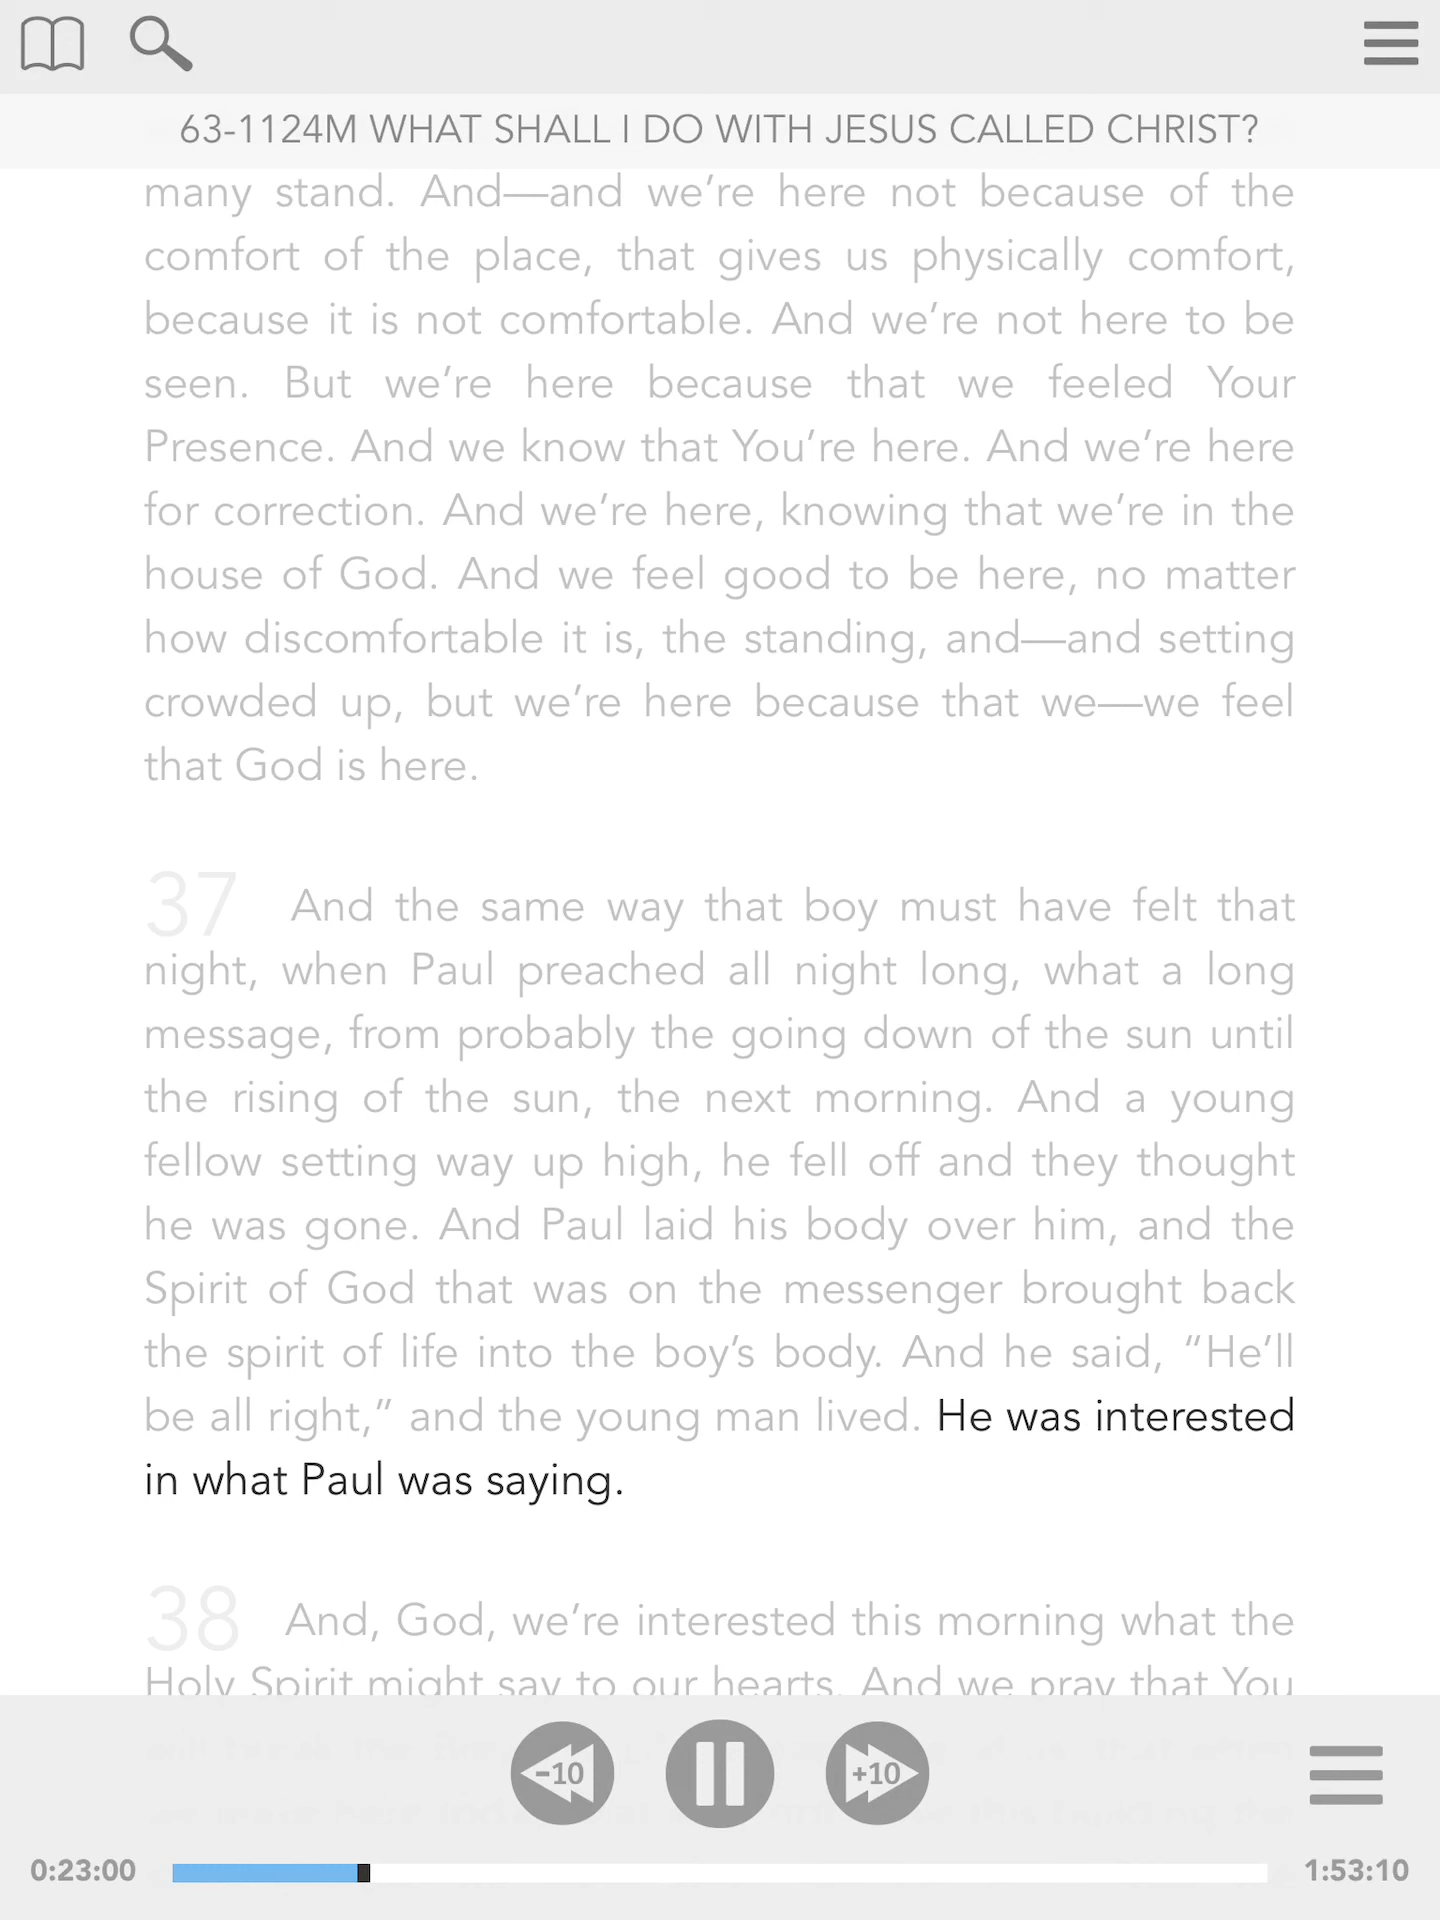 63-1124M WHAT SHALL I DO WITH JESUS CALLED CHRIST?
many stand. And—and we’re here not because of the
comfort of the place, that gives us physically comfort,
because it is not comfortable. And we’re not here to be
seen. But we’re here because that we feeled Your
Presence. And we know that You’re here. And we’re here
for correction. And we’re here, knowing that we’re in the
house of God. And we feel good to be here, no matter
how discomfortable it is, the standing, and—and setting
crowded up, but we’re here because that we—we feel
that God is here.
37 And the same way that boy must have felt that
night, when Paul preached all night long, what a long
message, from probably the going down of the sun until
the rising of the sun, the next morning. And a young
fellow setting way up high, he fell off and they thought
he was gone. And Paul laid his body over him, and the
Spirit of God that was on the messenger brought back
the spirit of life into the boy’s body. And he said, “He’ll
be all right,” and the young man lived. He was interested
in what Paul was saying.
38 And, God, we’re interested this morning what the
Holy Spirit might say to our hearts. And we pray that You
-10 +10
0:23:00 1:53:10